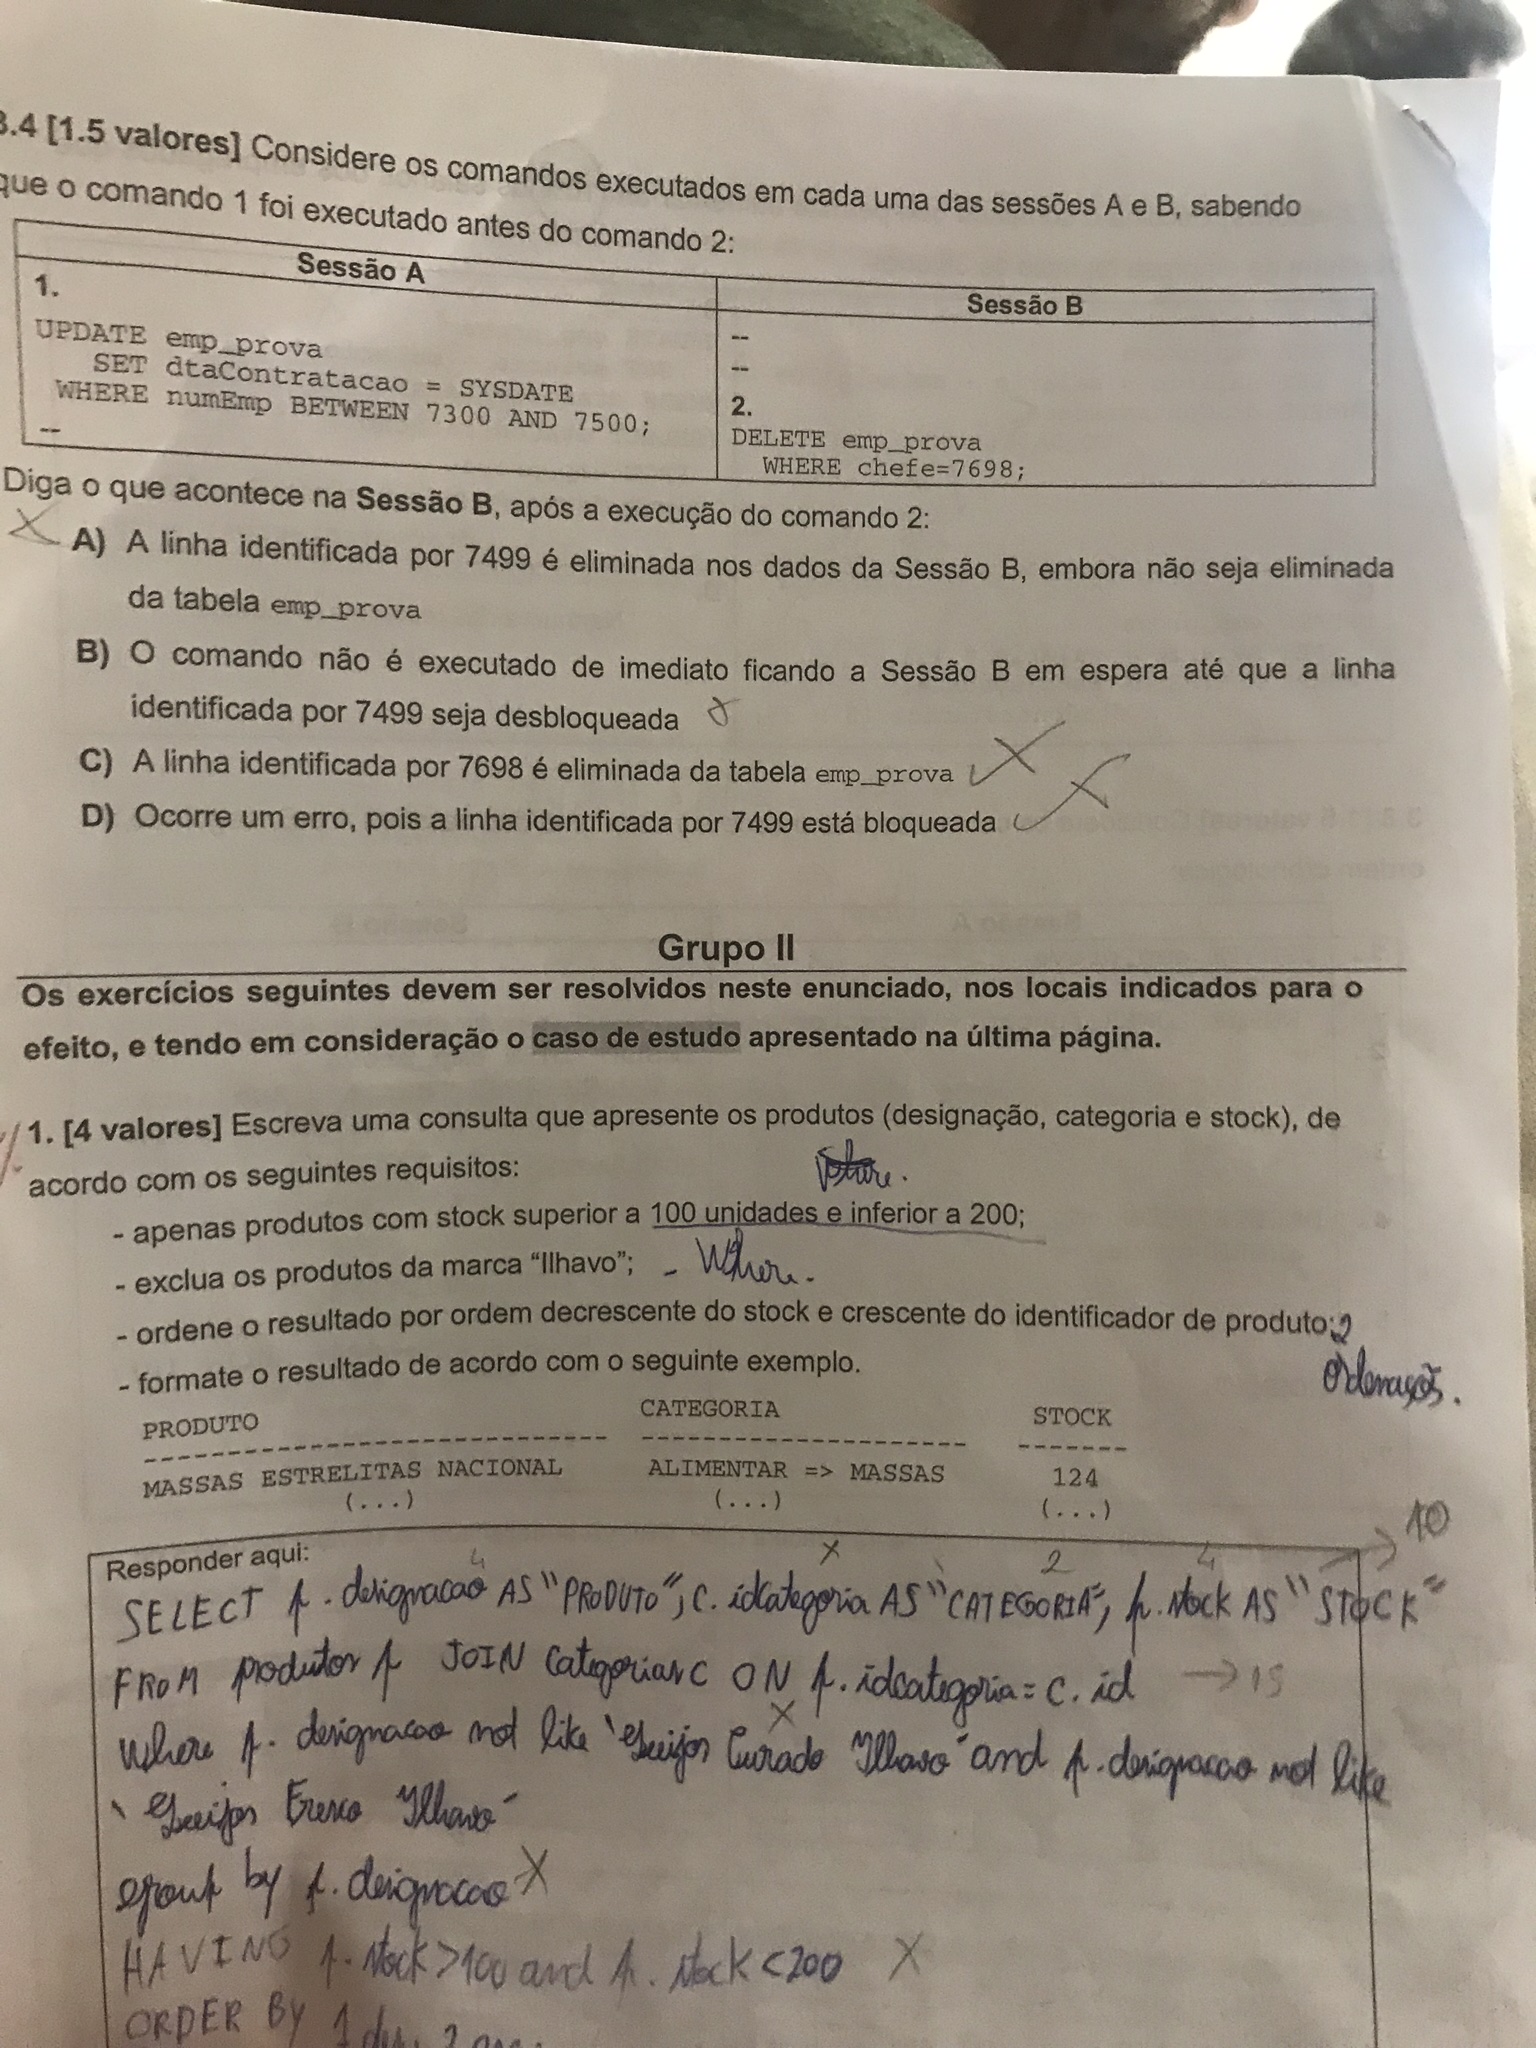 3.4 [1.5 valores] Considere os comandos executados em cada uma das sessões A e B, sabendo
que o comando 1 foi executado antes do comando 2:
Sessão A
Sessão B
1.
UPDATE emp_prova
SET dtaContratacao = SYSDATE
WHERE numEmp BETWEEN 7300 AND 7500;
--
--
--
2.
DELETE emp_prova
WHERE chefe=7698;
Diga o que acontece na Sessão B, após a execução do comando 2:
A) A linha identificada por 7499 é eliminada nos dados da Sessão B, embora não seja eliminada
da tabela emp_prova
B) O comando não é executado de imediato ficando a Sessão B em espera até que a linha
identificada por 7499 seja desbloqueada
C) A linha identificada por 7698 é eliminada da tabela emp_prova
D) Ocorre um erro, pois a linha identificada por 7499 está bloqueada
Grupo II
Os exercícios seguintes devem ser resolvidos neste enunciado, nos locais indicados para o
efeito, e tendo em consideração o caso de estudo apresentado na última página.
1. [4 valores] Escreva uma consulta que apresente os produtos (designação, categoria e stock), de
acordo com os seguintes requisitos:
- apenas produtos com stock superior a 100 unidades e inferior a 200;
- exclua os produtos da marca “Ilhavo”; - Where.
- ordene o resultado por ordem decrescente do stock e crescente do identificador de produto; 2
ordenações.
- formate o resultado de acordo com o seguinte exemplo.
PRODUTO CATEGORIA STOCK
MASSAS ESTRELITAS NACIONAL ALIMENTAR => MASSAS 124
(...) (...) (...)
10
Responder aqui: 4 X 2 4
SELECT p.designacao AS "PRODUTO", c.idcategoria AS "CATEGORIA", p.stock AS "STOCK"
FROM produtos p JOIN categorias c ON p.idcategoria = c.id → 15
Where p.designacao not like 'Queijos Curado Ilhavo' and p.designacao not like
'Queijos Fresco Ilhavo'
group by p.designacao X
HAVING p.stock>100 and p.stock <200 X
ORDER BY